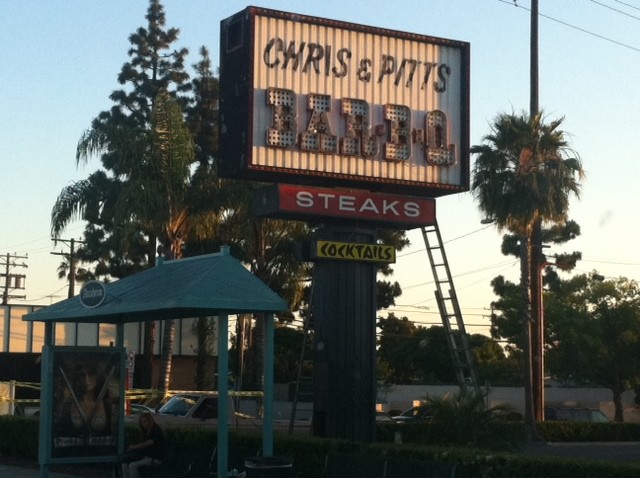 CHRIS & PITTS
BAR-B-Q
STEAKS
COCKTAILS